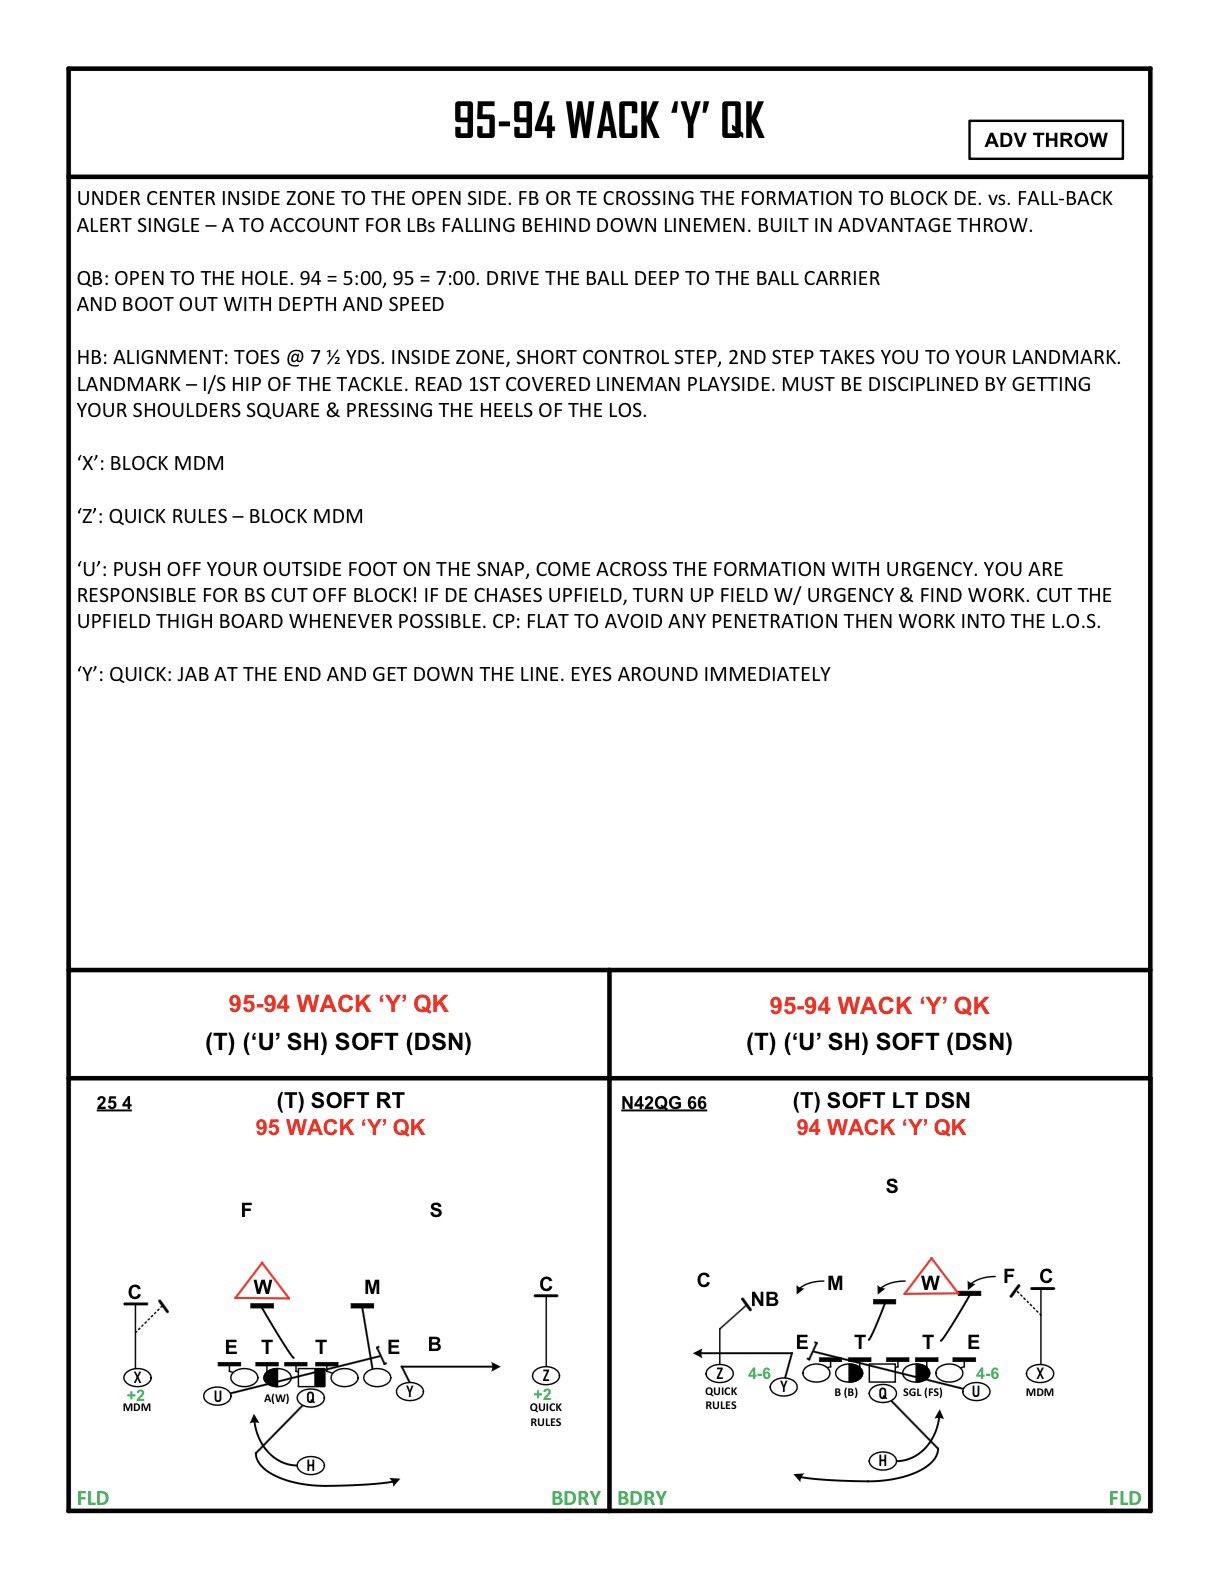 95-94 WACK ‘Y’ QK
ADV THROW
UNDER CENTER INSIDE ZONE TO THE OPEN SIDE. FB OR TE CROSSING THE FORMATION TO BLOCK DE. vs. FALL-BACK
ALERT SINGLE – A TO ACCOUNT FOR LBs FALLING BEHIND DOWN LINEMEN. BUILT IN ADVANTAGE THROW.
QB: OPEN TO THE HOLE. 94 = 5:00, 95 = 7:00. DRIVE THE BALL DEEP TO THE BALL CARRIER
AND BOOT OUT WITH DEPTH AND SPEED
HB: ALIGNMENT: TOES @ 7 ½ YDS. INSIDE ZONE, SHORT CONTROL STEP, 2ND STEP TAKES YOU TO YOUR LANDMARK.
LANDMARK – I/S HIP OF THE TACKLE. READ 1ST COVERED LINEMAN PLAYSIDE. MUST BE DISCIPLINED BY GETTING
YOUR SHOULDERS SQUARE & PRESSING THE HEELS OF THE LOS.
‘X’: BLOCK MDM
‘Z’: QUICK RULES – BLOCK MDM
‘U’: PUSH OFF YOUR OUTSIDE FOOT ON THE SNAP, COME ACROSS THE FORMATION WITH URGENCY. YOU ARE
RESPONSIBLE FOR BS CUT OFF BLOCK! IF DE CHASES UPFIELD, TURN UP FIELD W/ URGENCY & FIND WORK. CUT THE
UPFIELD THIGH BOARD WHENEVER POSSIBLE. CP: FLAT TO AVOID ANY PENETRATION THEN WORK INTO THE L.O.S.
‘Y’: QUICK: JAB AT THE END AND GET DOWN THE LINE. EYES AROUND IMMEDIATELY
95-94 WACK ‘Y’ QK
(T) (‘U’ SH) SOFT (DSN)
95-94 WACK ‘Y’ QK
(T) (‘U’ SH) SOFT (DSN)
25 4
(T) SOFT RT
95 WACK ‘Y’ QK
F S
C W M C
E T T E B
X U A(W) Q Y Z
+2 +2
MDM QUICK
RULES
H
FLD BDRY
N42QG 66
(T) SOFT LT DSN
94 WACK ‘Y’ QK
S
C NB M W F C
E T T E
Z 4-6 Y B (B) Q SGL (FS) U 4-6 X
QUICK MDM
RULES
H
BDRY FLD